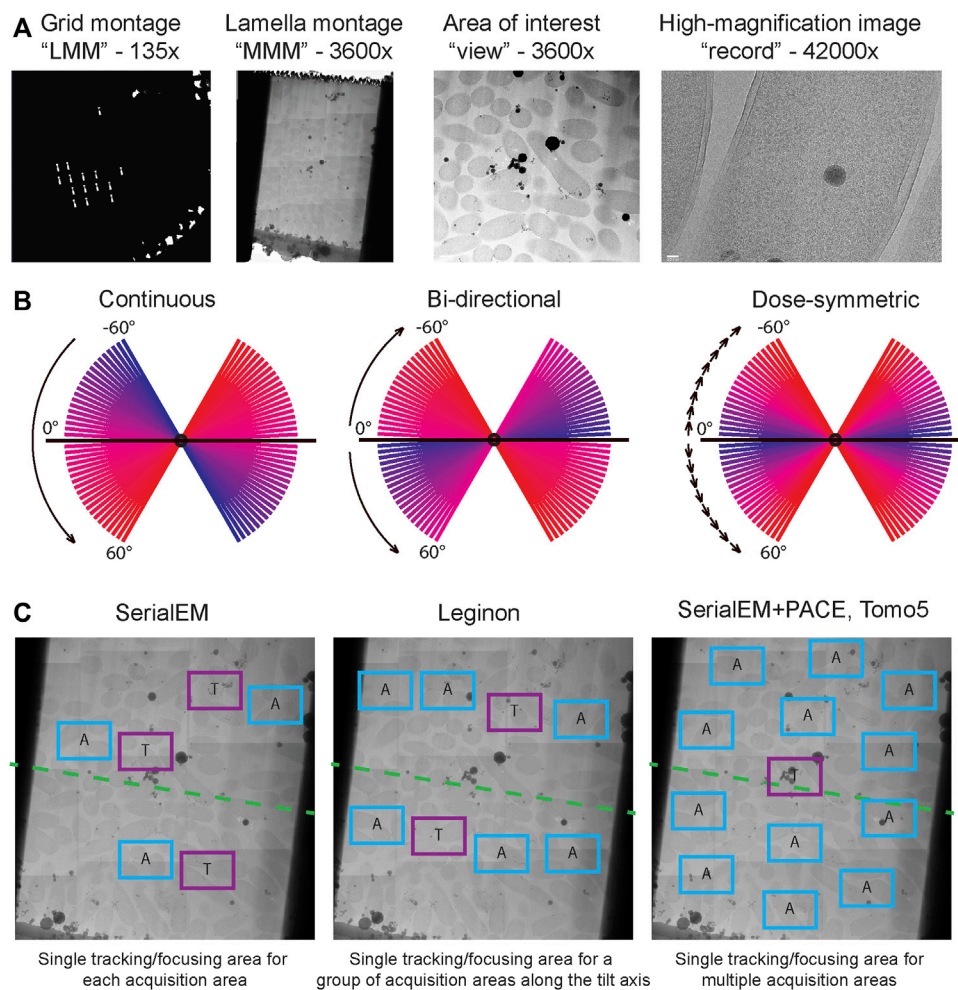 A
Grid montage
“LMM” - 135x
Lamella montage
“MMM” - 3600x
Area of interest
“view” - 3600x
High-magnification image
“record” - 42000x
B
Continuous
-60°
0°
60°
Bi-directional
-60°
0°
60°
Dose-symmetric
-60°
0°
60°
C
SerialEM
T
A
A
T
A
T
Single tracking/focusing area for
each acquisition area
Leginon
A
A
T
A
A
T
A
A
Single tracking/focusing area for a
group of acquisition areas along the tilt axis
SerialEM+PACE, Tomo5
A
A
A
A
A
A
T
A
A
A
A
A
A
Single tracking/focusing area for
multiple acquisition areas